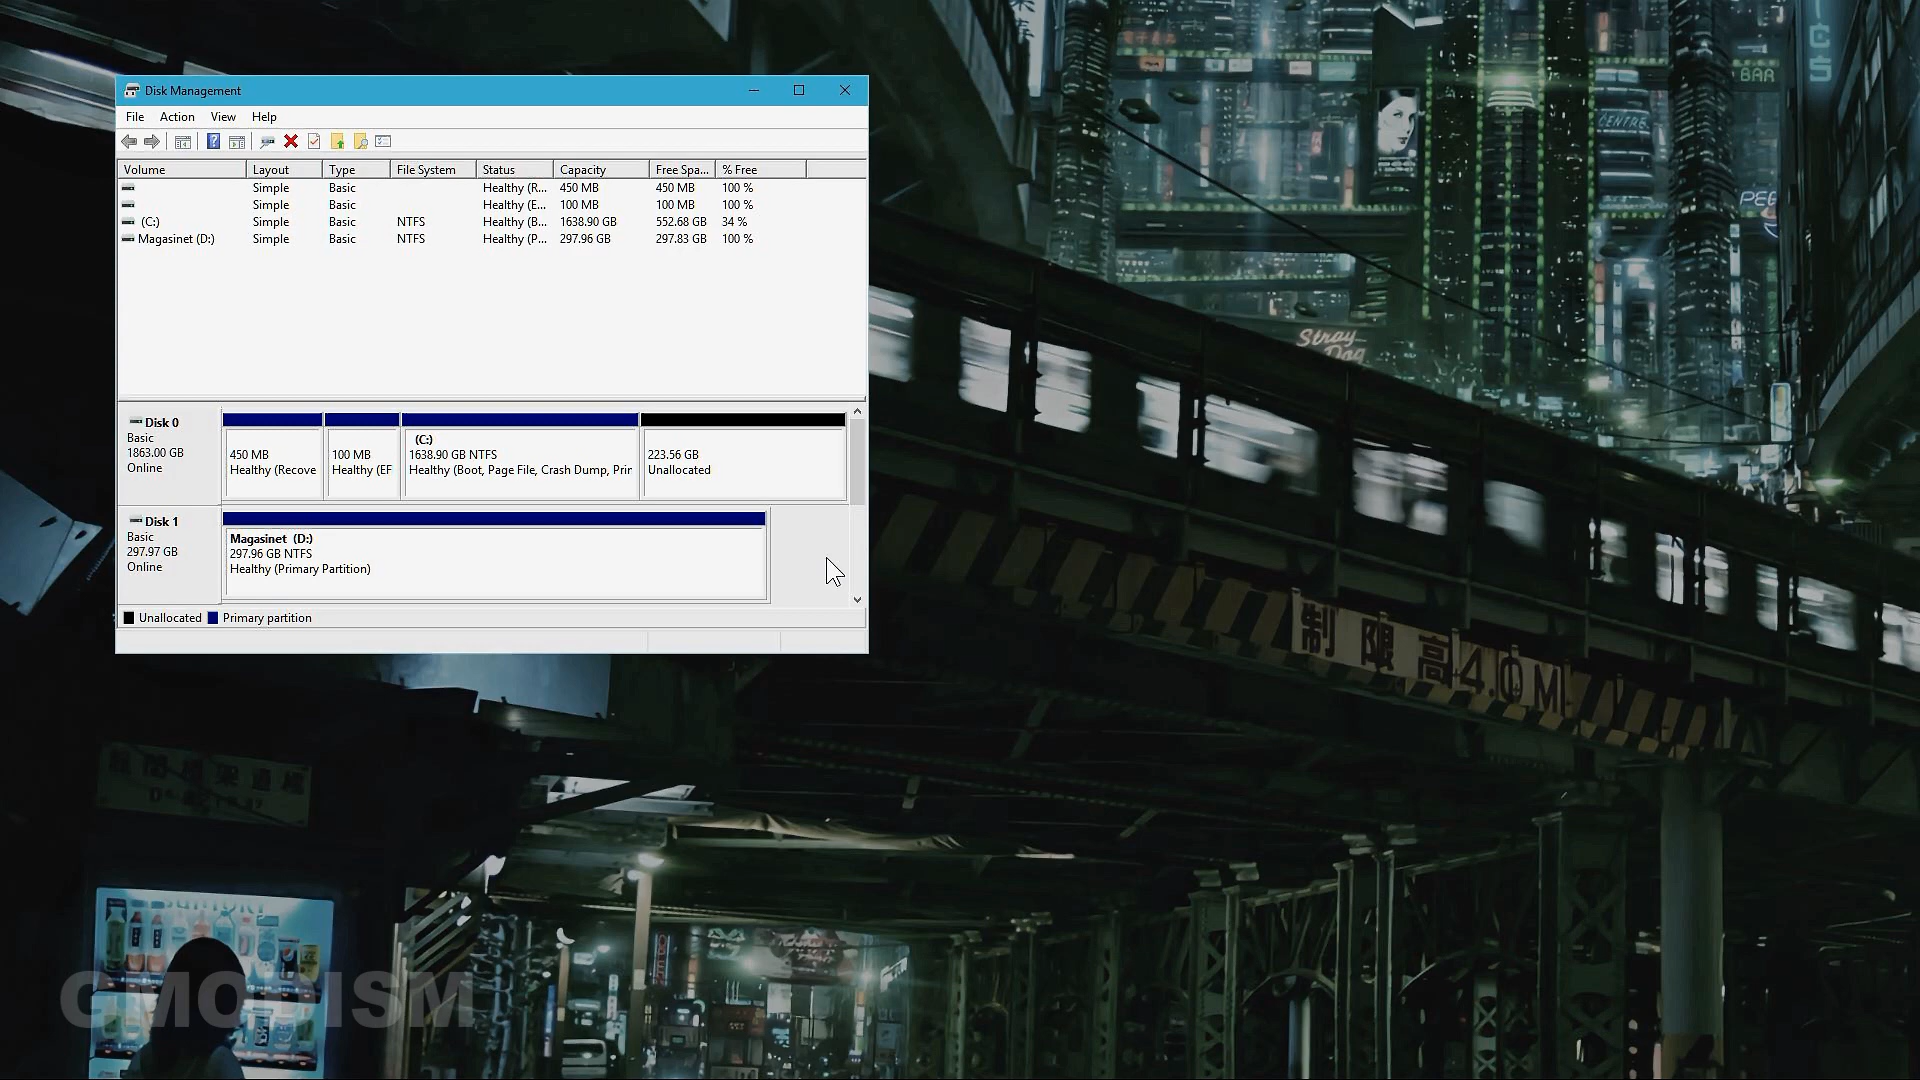 Disk Management
File Action View Help
Volume Layout Type File System Status Capacity Free Spa... % Free
Simple Basic Healthy (R... 450 MB 450 MB 100 %
Simple Basic Healthy (E... 100 MB 100 MB 100 %
(C:) Simple Basic NTFS Healthy (B... 1638.90 GB 552.68 GB 34 %
Magasinet (D:) Simple Basic NTFS Healthy (P... 297.96 GB 297.83 GB 100 %
Disk 0
Basic
1863.00 GB
Online
450 MB
Healthy (Recove
100 MB
Healthy (EF
(C:)
1638.90 GB NTFS
Healthy (Boot, Page File, Crash Dump, Prir
223.56 GB
Unallocated
Disk 1
Basic
297.97 GB
Online
Magasinet (D:)
297.96 GB NTFS
Healthy (Primary Partition)
Unallocated Primary partition
BAR
CENTRE
Stray
Dog
制限高4.0M
GMODISM